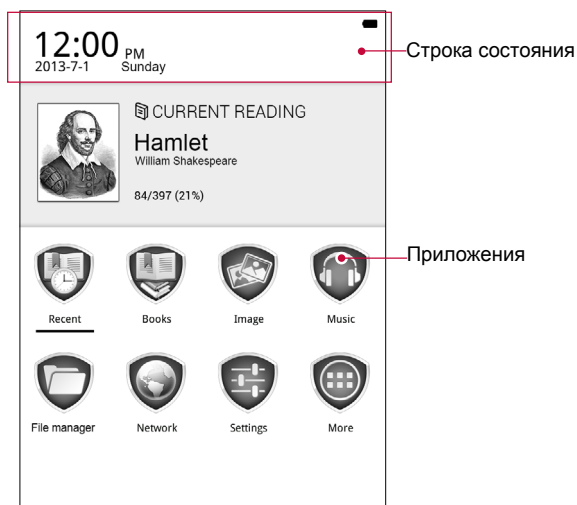 12:00 PM
2013-7-1 Sunday
Строка состояния
CURRENT READING
Hamlet
William Shakespeare
84/397 (21%)
Приложения
Recent Books Image Music
File manager Network Settings More